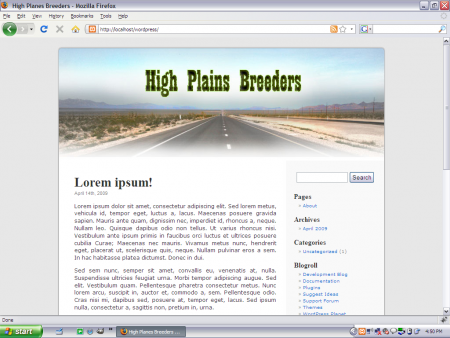 High Planes Breeders - Mozilla Firefox
File Edit View History Bookmarks Tools Help
http://localhost/wordpress/
High Plains Breeders
Lorem ipsum!
April 14th, 2009
Lorem ipsum dolor sit amet, consectetur adipiscing elit. Sed lorem metus,
vehicula id, tempor eget, luctus a, lacus. Maecenas posuere gravida
sapien. Mauris ante quam, dignissim nec, imperdiet id, rhoncus a, neque.
Nullam leo. Quisque dapibus odio non tellus. Ut varius rhoncus nisi.
Vestibulum ante ipsum primis in faucibus orci luctus et ultrices posuere
cubilia Curae; Maecenas sed mauris. Vivamus metus nunc, hendrerit
eget, placerat ut, scelerisque quis, neque. Nullam pulvinar eros a sem.
In hac habitasse platea dictumst. Donec in dui.
Sed sem nunc, semper sit amet, convallis eu, venenatis at, nulla.
Suspendisse ultricies feugiat urna. Morbi tempor adipiscing augue. Sed
elit. Vestibulum quam. Pellentesque pharetra consectetur metus. Nunc
lorem arcu, suscipit in, auctor et, commodo a, sem. Pellentesque odio.
Cras nisi mi, dapibus sed, posuere at, tempor eget, lacus. Sed ipsum
nulla, consectetur a, sagittis non, pretium in, urna.
Search
Pages
» About
Archives
» April 2009
Categories
» Uncategorized (2)
Blogroll
» Development Blog
» Documentation
» Plugins
» Suggest Ideas
» Support Forum
» Themes
» WordPress Planet
Done
start
High Planes Breeders ...
4:50 PM